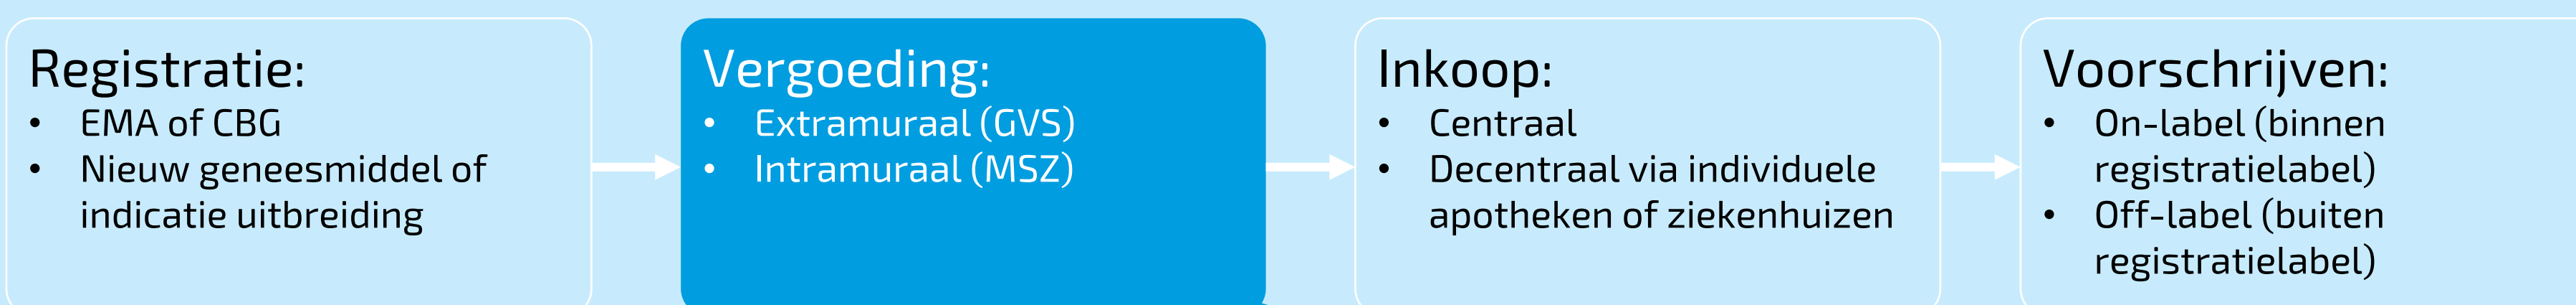 Registratie:
• EMA of CBG
• Nieuw geneesmiddel of
indicatie uitbreiding
Vergoeding:
• Extramuraal (GVS)
• Intramuraal (MSZ)
Inkoop:
• Centraal
• Decentraal via individuele
apotheken of ziekenhuizen
Voorschrijven:
• On-label (binnen
registratielabel)
• Off-label (buiten
registratielabel)